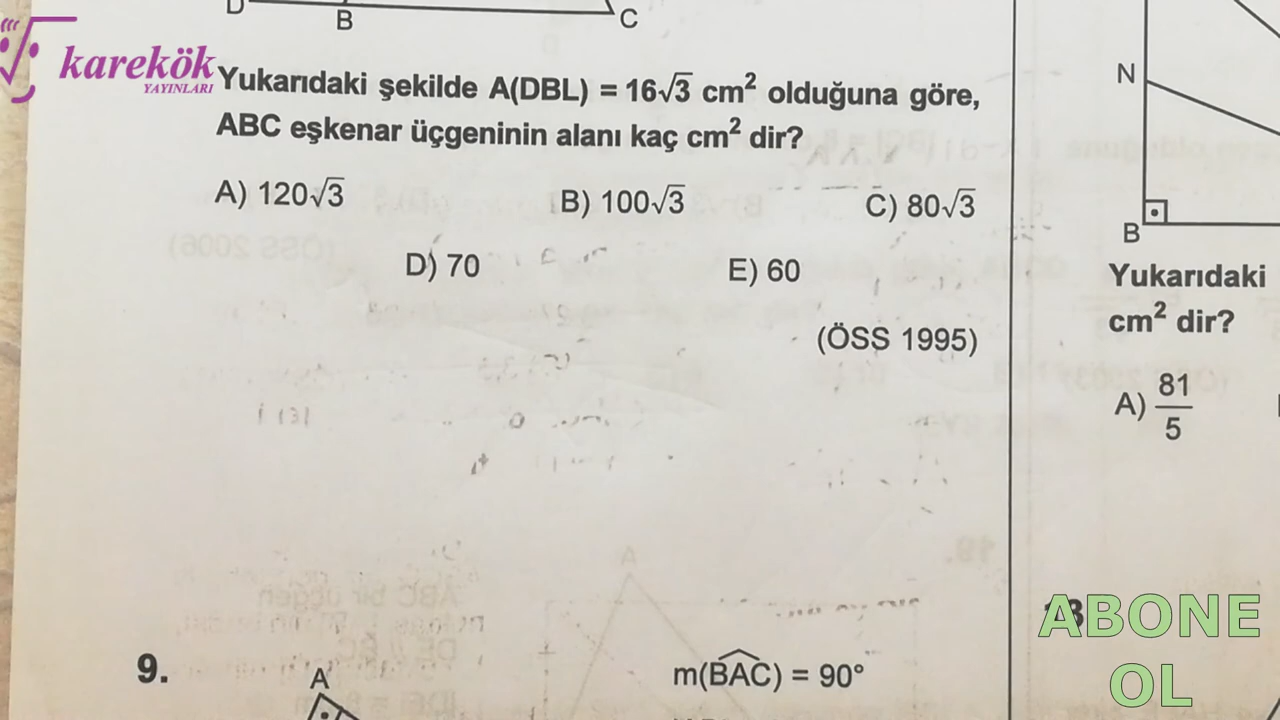 D
B
C
karekök
YAYINLARI
Yukarıdaki şekilde A(DBL) = 16√3 cm² olduğuna göre,
ABC eşkenar üçgeninin alanı kaç cm² dir?
A) 120√3
B) 100√3
C) 80√3
D) 70
E) 60
(ÖSS 1995)
9.
A
m(BAC) = 90°
N
B
Yukarıdaki
cm² dir?
A) 81/5
ABONE
OL